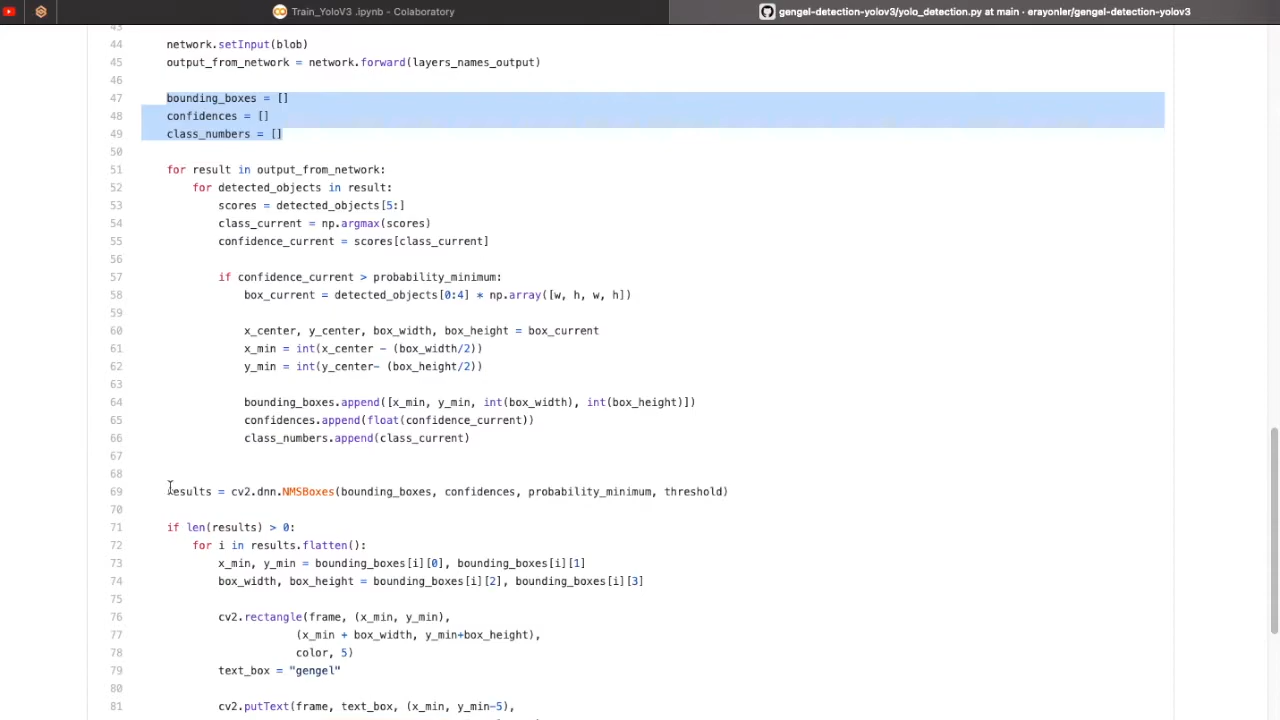 Train_YoloV3 .ipynb - Colaboratory
gengel-detection-yolov3/yolo_detection.py at main · erayonler/gengel-detection-yolov3
43
44 network.setInput(blob)
45 output_from_network = network.forward(layers_names_output)
46
47 bounding_boxes = []
48 confidences = []
49 class_numbers = []
50
51 for result in output_from_network:
52 for detected_objects in result:
53 scores = detected_objects[5:]
54 class_current = np.argmax(scores)
55 confidence_current = scores[class_current]
56
57 if confidence_current > probability_minimum:
58 box_current = detected_objects[0:4] * np.array([w, h, w, h])
59
60 x_center, y_center, box_width, box_height = box_current
61 x_min = int(x_center - (box_width/2))
62 y_min = int(y_center- (box_height/2))
63
64 bounding_boxes.append([x_min, y_min, int(box_width), int(box_height)])
65 confidences.append(float(confidence_current))
66 class_numbers.append(class_current)
67
68
69 results = cv2.dnn.NMSBoxes(bounding_boxes, confidences, probability_minimum, threshold)
70
71 if len(results) > 0:
72 for i in results.flatten():
73 x_min, y_min = bounding_boxes[i][0], bounding_boxes[i][1]
74 box_width, box_height = bounding_boxes[i][2], bounding_boxes[i][3]
75
76 cv2.rectangle(frame, (x_min, y_min),
77 (x_min + box_width, y_min+box_height),
78 color, 5)
79 text_box = "gengel"
80
81 cv2.putText(frame, text_box, (x_min, y_min-5),